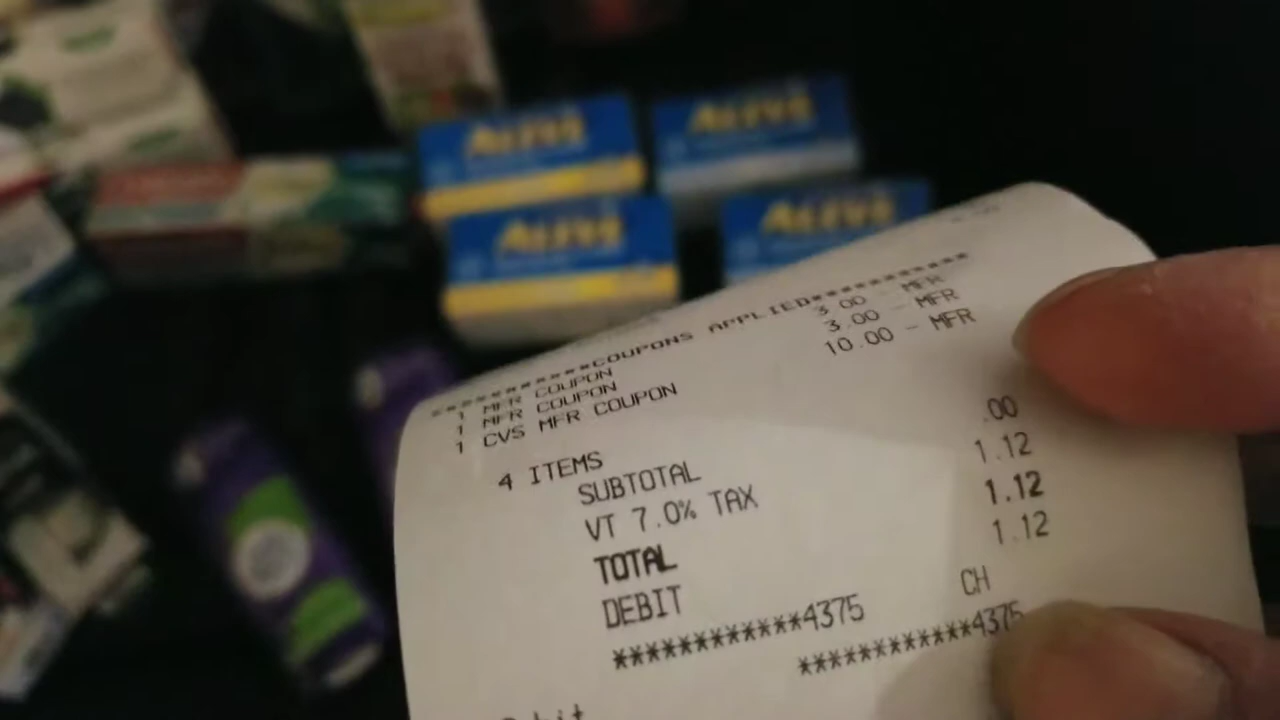 ALEVE
ALEVE
ALEVE
ALEVE
**********COUPONS APPLIED**********
1 MFR COUPON 3.00 - MFR
1 MFR COUPON 3.00 - MFR
1 CVS MFR COUPON 10.00 - MFR
4 ITEMS
SUBTOTAL .00
VT 7.0% TAX 1.12
TOTAL 1.12
DEBIT 1.12
************4375 CH
************4375
Debit